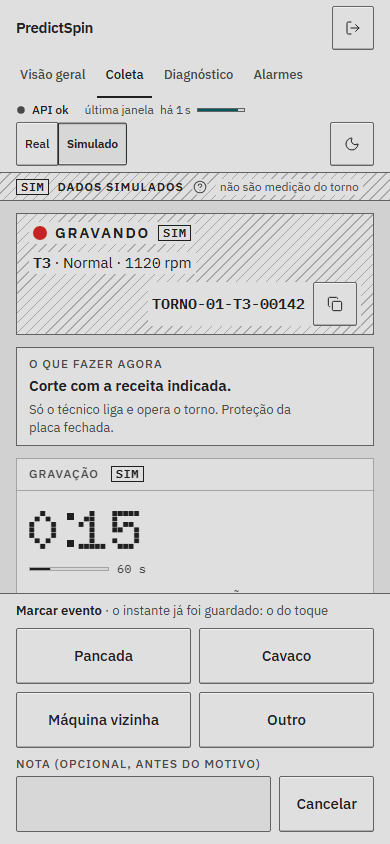 PredictSpin
Visão geral Coleta Diagnóstico Alarmes
API ok última janela há 1 s
Real Simulado
SIM DADOS SIMULADOS ? não são medição do torno
GRAVANDO SIM
T3 · Normal · 1120 rpm
TORNO-01-T3-00142
O QUE FAZER AGORA
Corte com a receita indicada.
Só o técnico liga e opera o torno. Proteção da
placa fechada.
GRAVAÇÃO SIM
0:15
60 s
Marcar evento · o instante já foi guardado: o do toque
Pancada Cavaco
Máquina vizinha Outro
NOTA (OPCIONAL, ANTES DO MOTIVO)
Cancelar